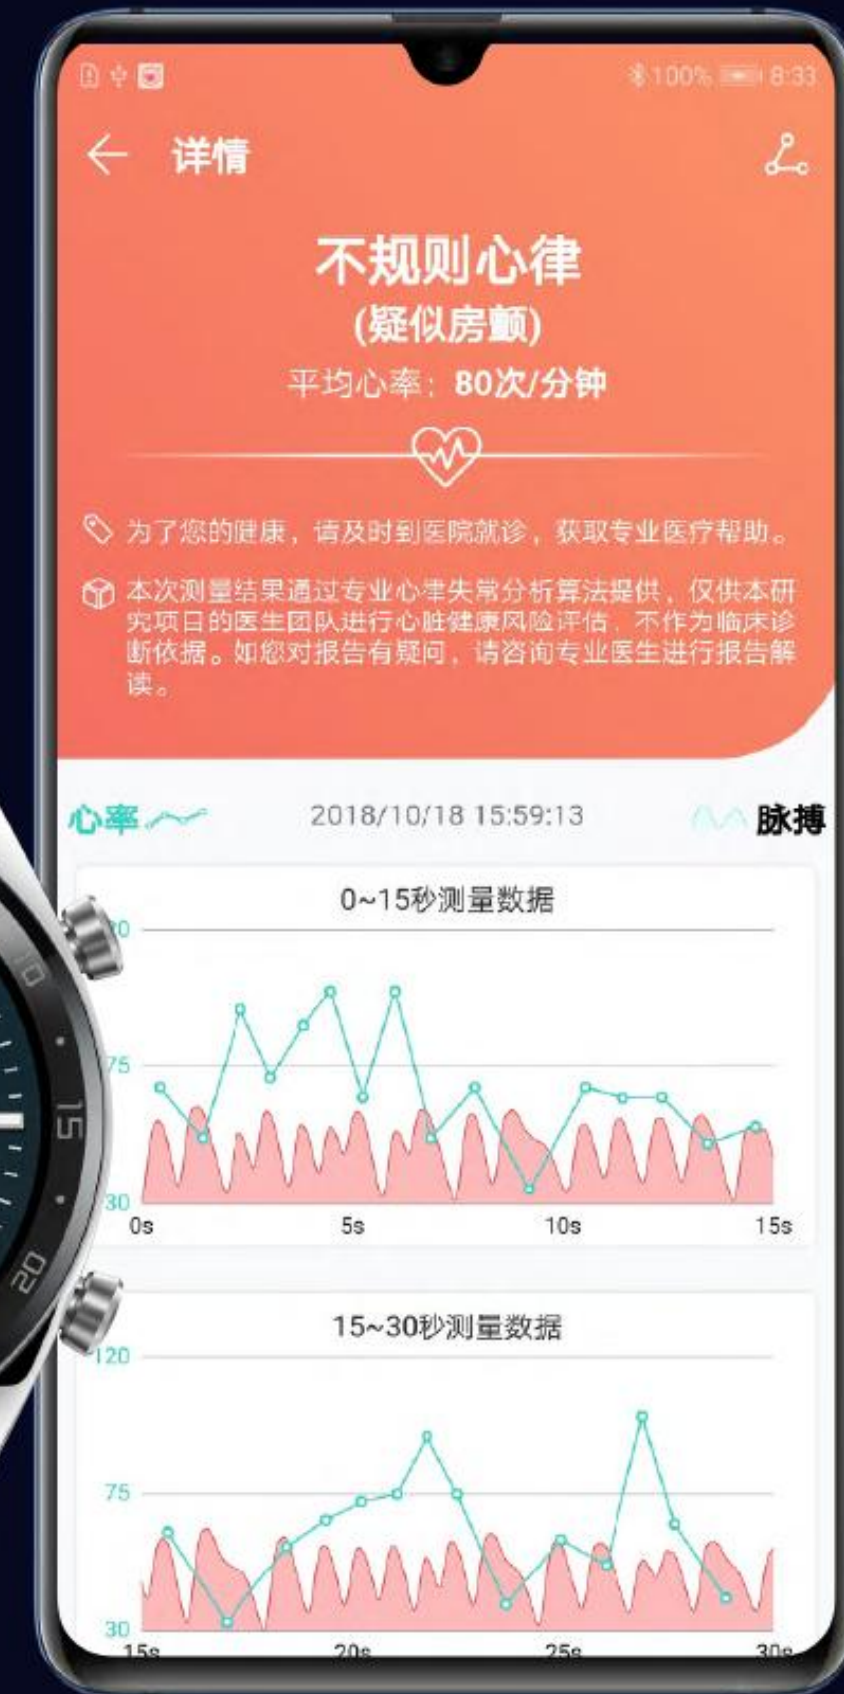 100% 8:33
详情
不规则心律
(疑似房颤)
平均心率：80次/分钟
为了您的健康，请及时到医院就诊，获取专业医疗帮助。
本次测量结果通过专业心律失常分析算法提供，仅供本研
究项目的医生团队进行心脏健康风险评估，不作为临床诊
断依据。如您对报告有疑问，请咨询专业医生进行报告解
读。
心率 2018/10/18 15:59:13 脉搏
0~15秒测量数据
75
30
0s 5s 10s 15s
10
15
20
15~30秒测量数据
120
75
30
15s 20s 25s 30s